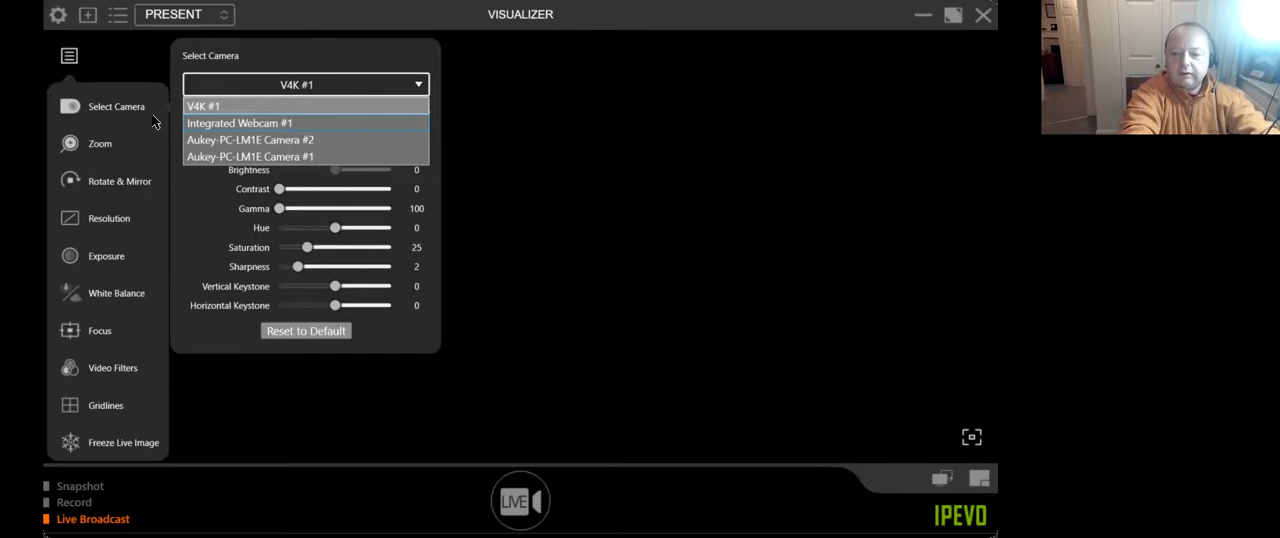 PRESENT
VISUALIZER
Select Camera
V4K #1
Select Camera
V4K #1
Integrated Webcam #1
Aukey-PC-LM1E Camera #2
Aukey-PC-LM1E Camera #1
Zoom
Rotate & Mirror
Resolution
Exposure
White Balance
Focus
Video Filters
Gridlines
Freeze Live Image
Brightness 0
Contrast 0
Gamma 100
Hue 0
Saturation 25
Sharpness 2
Vertical Keystone 0
Horizontal Keystone 0
Reset to Default
Snapshot
Record
Live Broadcast
LIVE
IPEVO